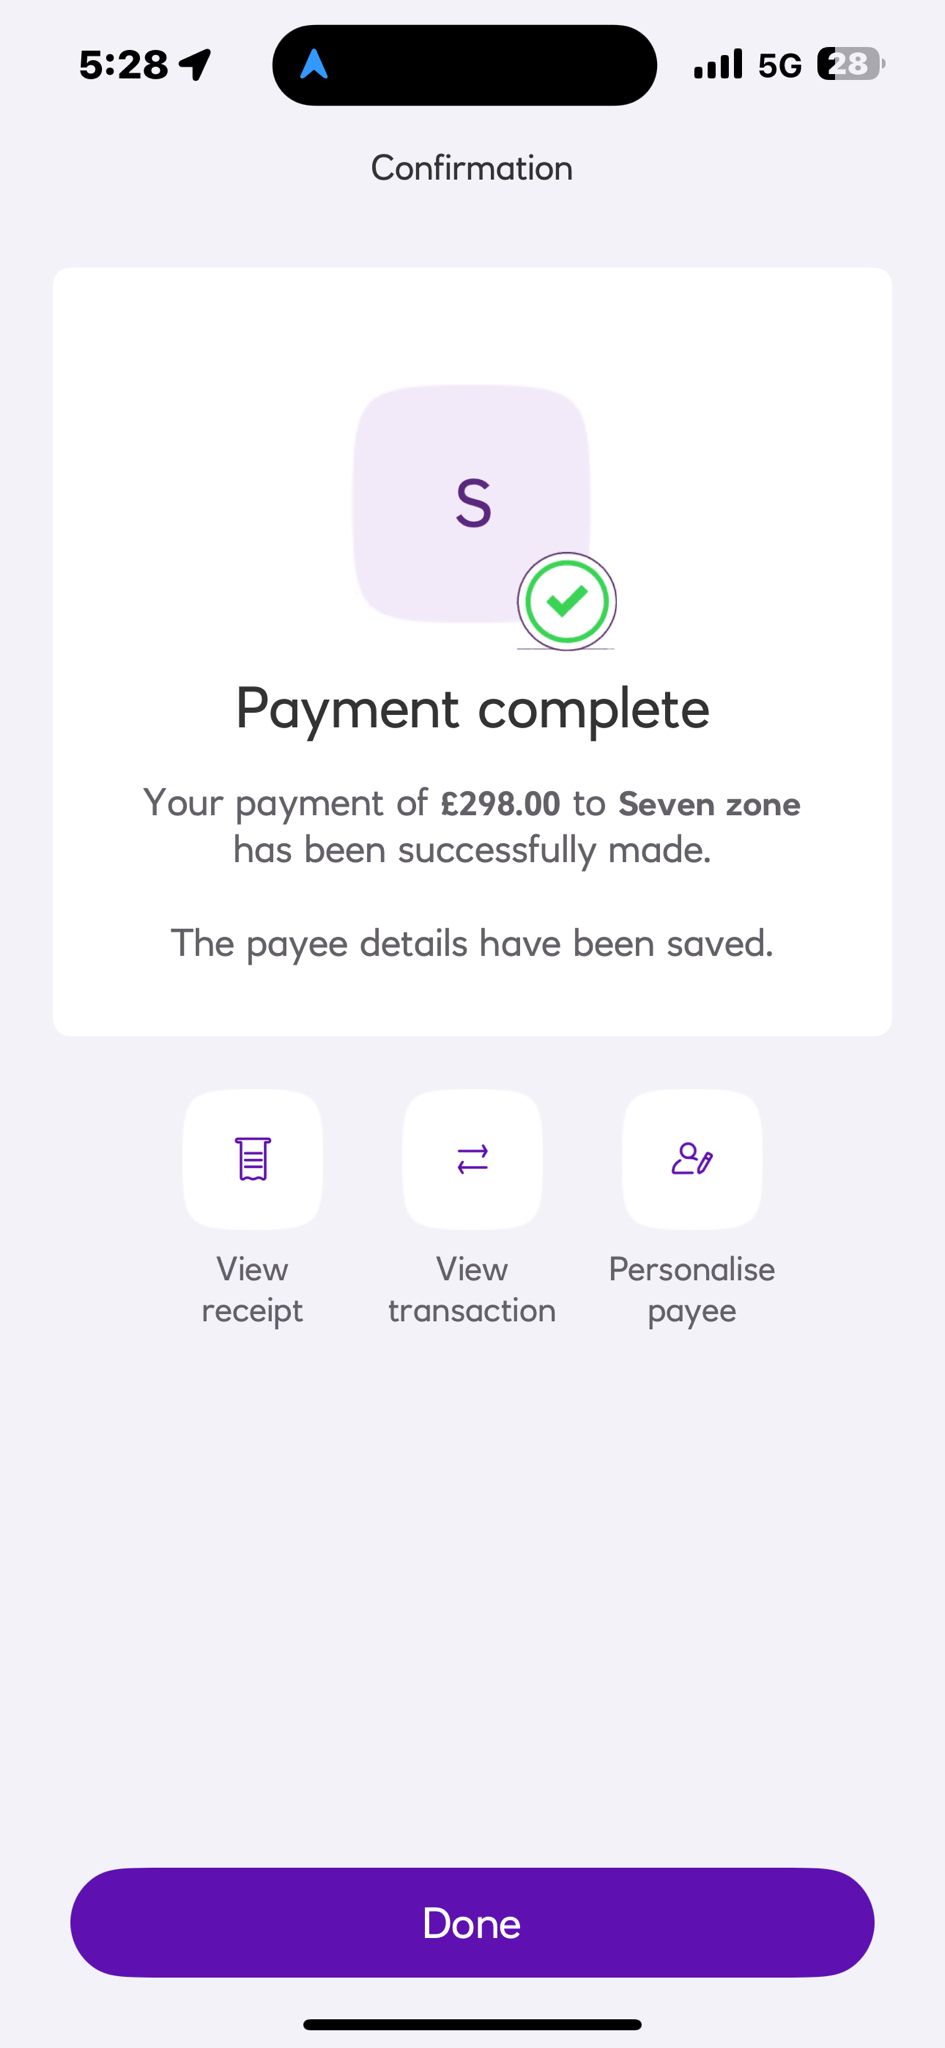 5:28 5G 28
Confirmation
S
Payment complete
Your payment of £298.00 to Seven zone
has been successfully made.
The payee details have been saved.
View
receipt
View
transaction
Personalise
payee
Done